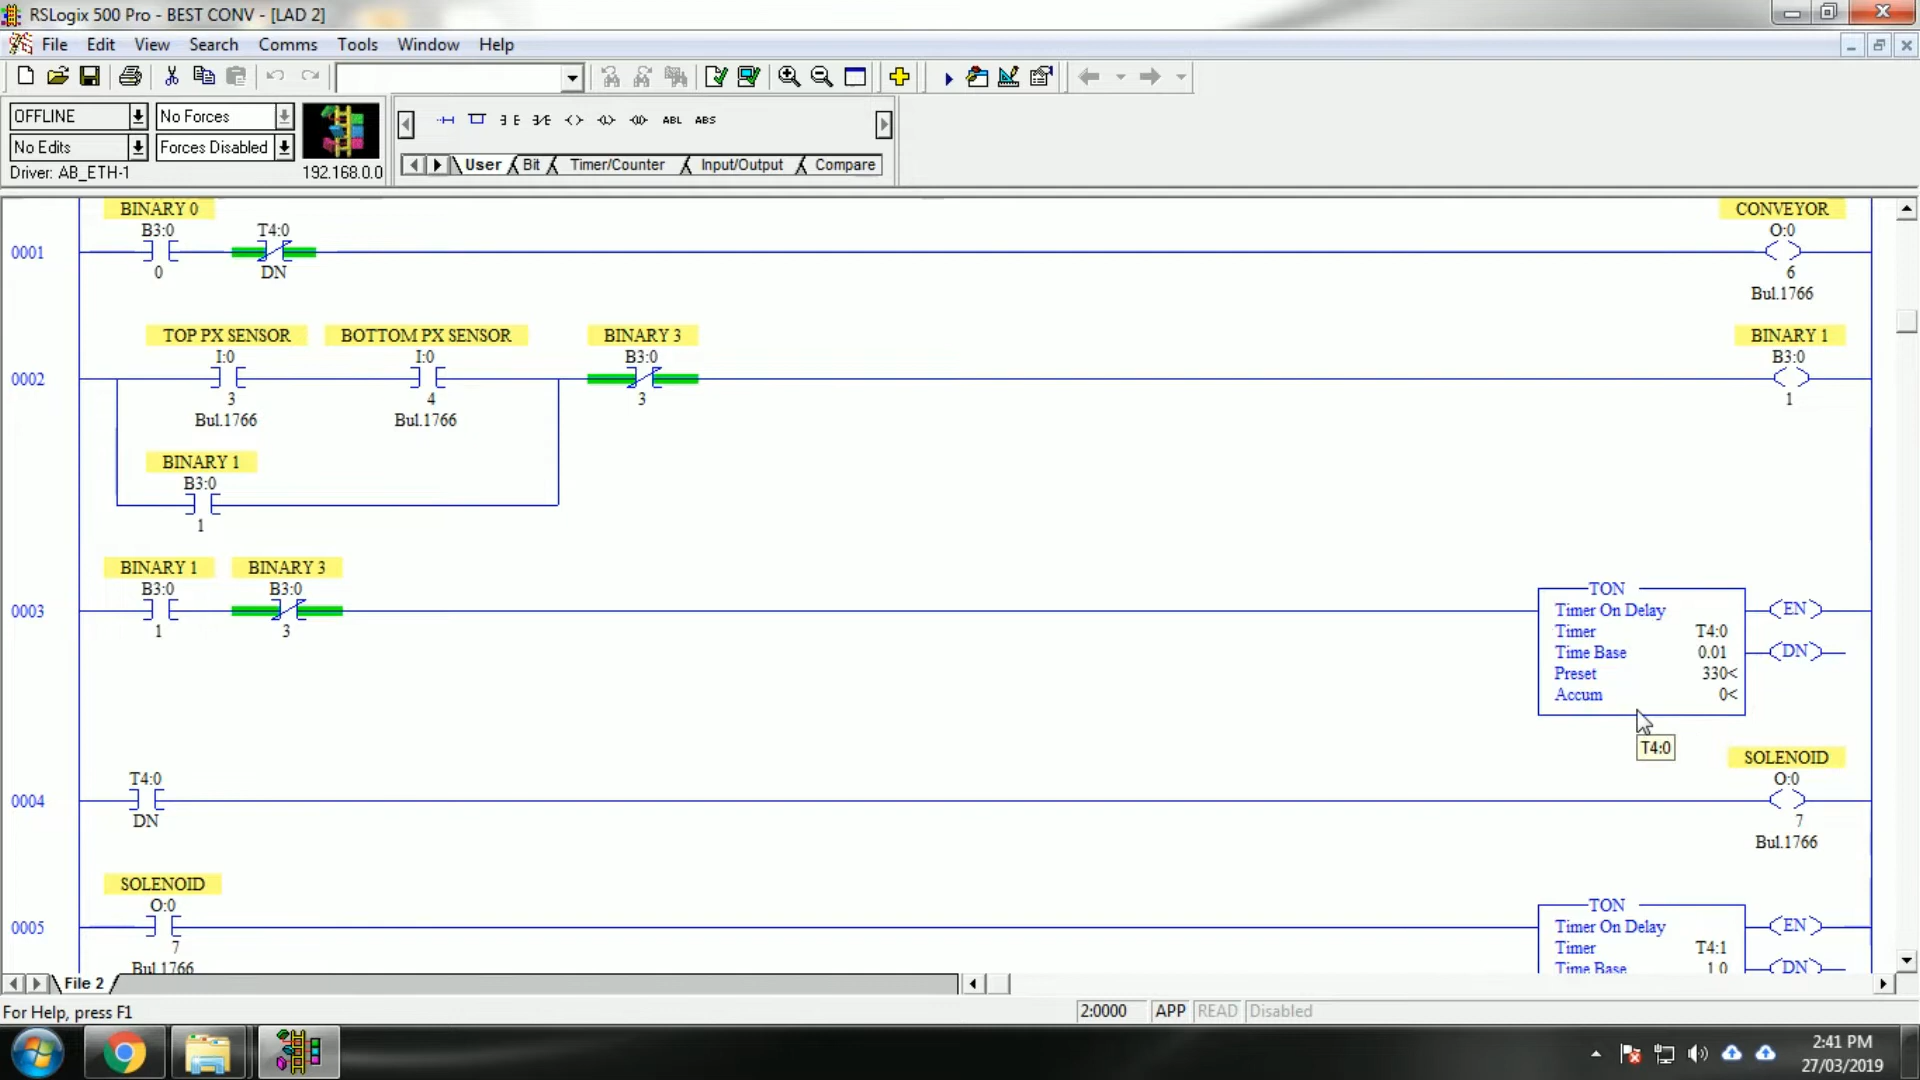 RSLogix 500 Pro - BEST CONV - [LAD 2]
File Edit View Search Comms Tools Window Help
OFFLINE No Forces
No Edits Forces Disabled
Driver: AB_ETH-1 192.168.0.0
ABL ABS
User Bit Timer/Counter Input/Output Compare
BINARY 0 CONVEYOR
B3:0 T4:0 O:0
0001
0 DN 6
Bul.1766
TOP PX SENSOR BOTTOM PX SENSOR BINARY 3 BINARY 1
I:0 I:0 B3:0 B3:0
0002
3 4 3 1
Bul.1766 Bul.1766
BINARY 1
B3:0
1
BINARY 1 BINARY 3
B3:0 B3:0 TON
0003 Timer On Delay EN
1 3 Timer T4:0
Time Base 0.01 DN
Preset 330<
Accum 0<
T4:0
SOLENOID
T4:0 O:0
0004
DN 7
Bul.1766
SOLENOID
O:0 TON
0005 Timer On Delay EN
7 Timer T4:1
Bul.1766 Time Base 1.0 DN
File 2
For Help, press F1 2:0000 APP READ Disabled
2:41 PM
27/03/2019